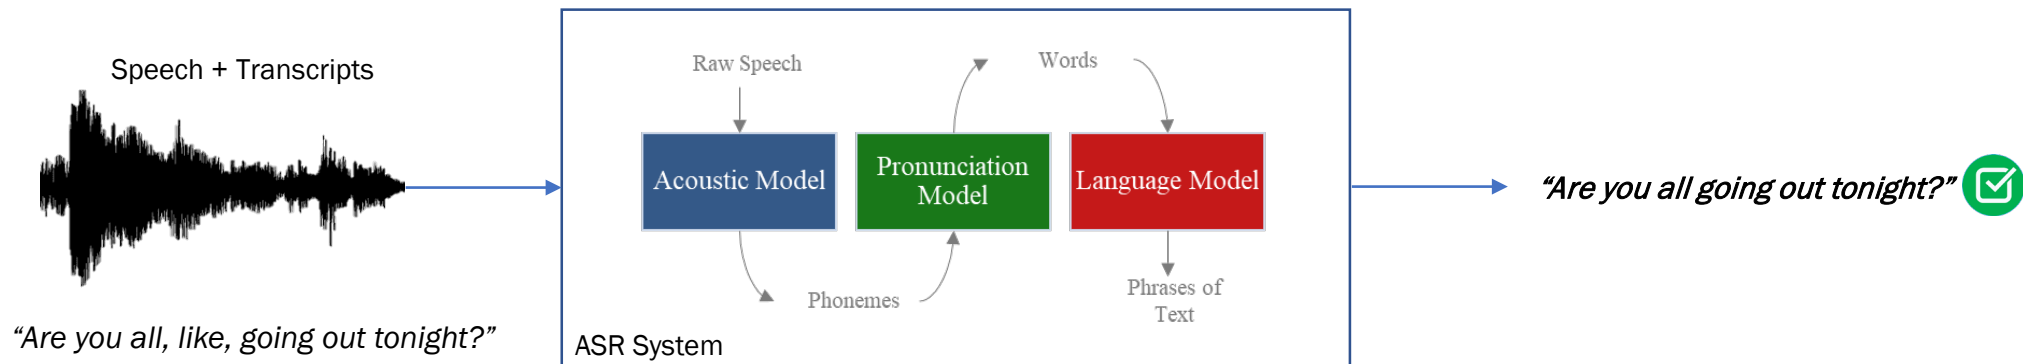 Speech + Transcripts
“Are you all, like, going out tonight?”
Raw Speech
Acoustic Model
Phonemes
Pronunciation
Model
Words
Language Model
Phrases of
Text
ASR System
“Are you all going out tonight?”